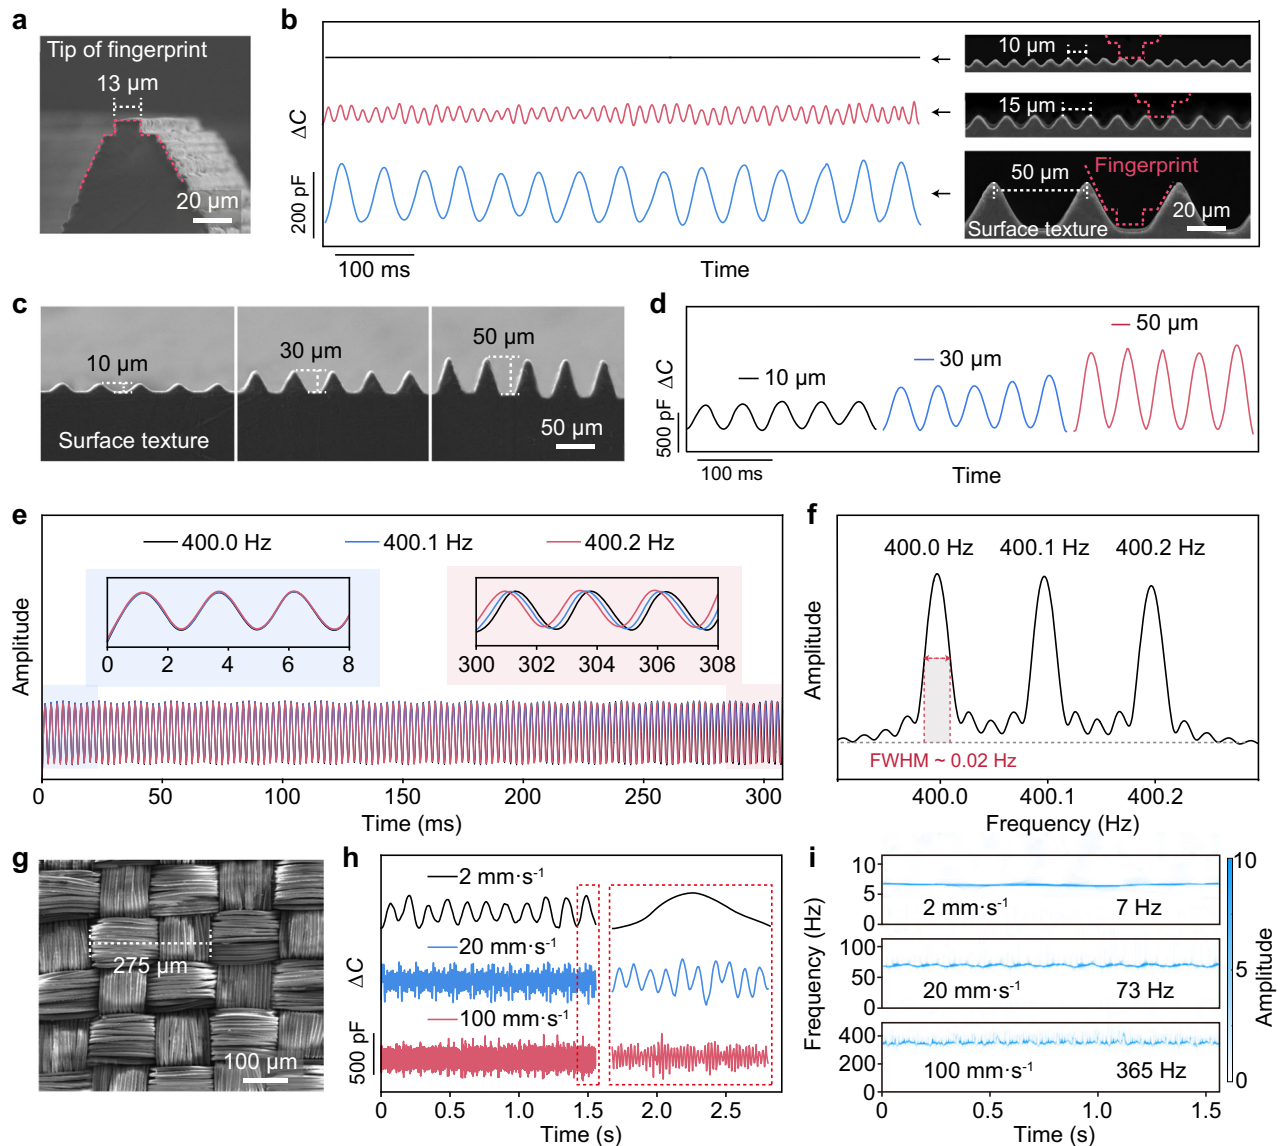 a
Tip of fingerprint
13 μm
20 μm
b
ΔC
200 pF
100 ms
Time
10 μm
15 μm
50 μm
Fingerprint
Surface texture
20 μm
c
10 μm
30 μm
50 μm
Surface texture
50 μm
d
ΔC
500 pF
10 μm
30 μm
50 μm
100 ms
Time
e
400.0 Hz 400.1 Hz 400.2 Hz
Amplitude
0 2 4 6 8
300 302 304 306 308
0 50 100 150 200 250 300
Time (ms)
f
400.0 Hz 400.1 Hz 400.2 Hz
Amplitude
FWHM ~ 0.02 Hz
400.0 400.1 400.2
Frequency (Hz)
g
275 μm
100 μm
h
2 mm·s⁻¹
20 mm·s⁻¹
100 mm·s⁻¹
ΔC
500 pF
0 0.5 1.0 1.5 2.0 2.5
Time (s)
i
Frequency (Hz)
10
5
0
2 mm·s⁻¹ 7 Hz
100
50
0
20 mm·s⁻¹ 73 Hz
400
200
0
100 mm·s⁻¹ 365 Hz
0 0.5 1.0 1.5
Time (s)
10
5
0
Amplitude